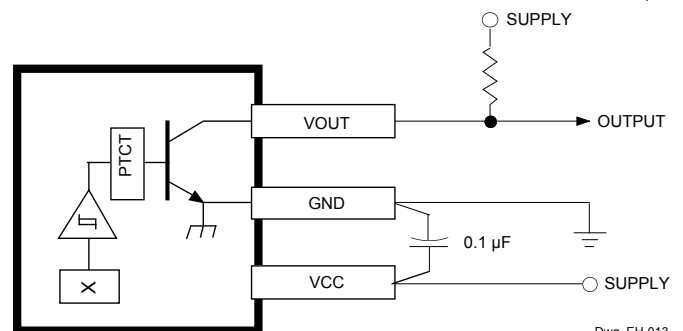 SUPPLY
VOUT
OUTPUT
PTCT
GND
0.1 µF
X
VCC
SUPPLY